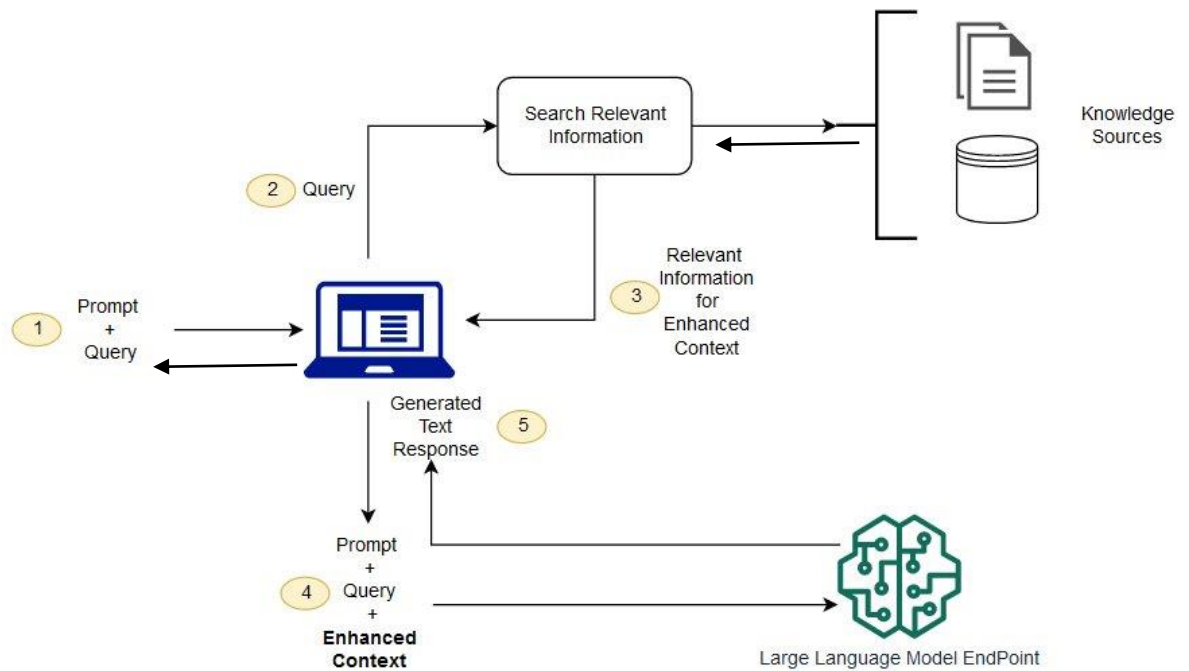 Search Relevant
Information
Knowledge
Sources
2
Query
Relevant
Information
for
Enhanced
Context
3
1
Prompt
+
Query
Generated
Text
Response
5
Prompt
+
Query
+
Enhanced
Context
4
Large Language Model EndPoint